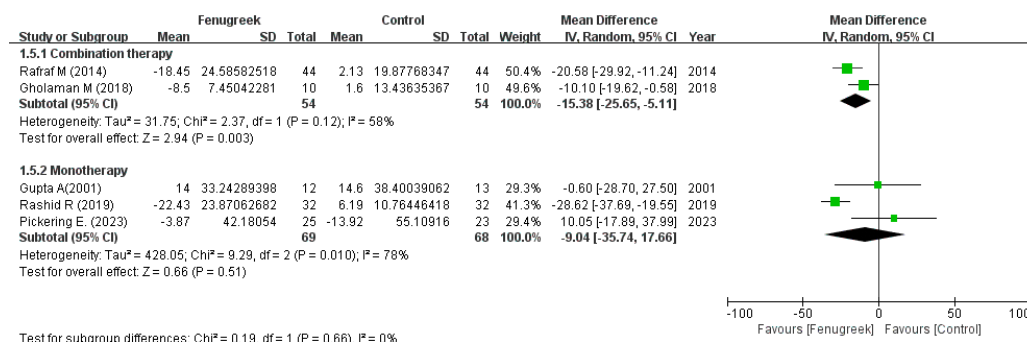 Fenugreek Control Mean Difference Mean Difference
Study or Subgroup Mean SD Total Mean SD Total Weight IV, Random, 95% CI Year IV, Random, 95% CI
1.5.1 Combination therapy
Rafraf M (2014) -18.45 24.58582518 44 2.13 19.87768347 44 50.4% -20.58 [-29.92, -11.24] 2014
Gholaman M (2018) -8.5 7.45042281 10 1.6 13.43635367 10 49.6% -10.10 [-19.62, -0.58] 2018
Subtotal (95% CI) 54 54 100.0% -15.38 [-25.65, -5.11]
Heterogeneity: Tau² = 31.75; Chi² = 2.37, df = 1 (P = 0.12); I² = 58%
Test for overall effect: Z = 2.94 (P = 0.003)
1.5.2 Monotherapy
Gupta A(2001) 14 33.24289398 12 14.6 38.40039062 13 29.3% -0.60 [-28.70, 27.50] 2001
Rashid R (2019) -22.43 23.87062682 32 6.19 10.76446418 32 41.3% -28.62 [-37.69, -19.55] 2019
Pickering E. (2023) -3.87 42.18054 25 -13.92 55.10916 23 29.4% 10.05 [-17.89, 37.99] 2023
Subtotal (95% CI) 69 68 100.0% -9.04 [-35.74, 17.66]
Heterogeneity: Tau² = 428.05; Chi² = 9.29, df = 2 (P = 0.010); I² = 78%
Test for overall effect: Z = 0.66 (P = 0.51)
-100 -50 0 50 100
Favours [Fenugreek] Favours [Control]
Test for subgroup differences: Chi² = 0.19, df = 1 (P = 0.66), I² = 0%